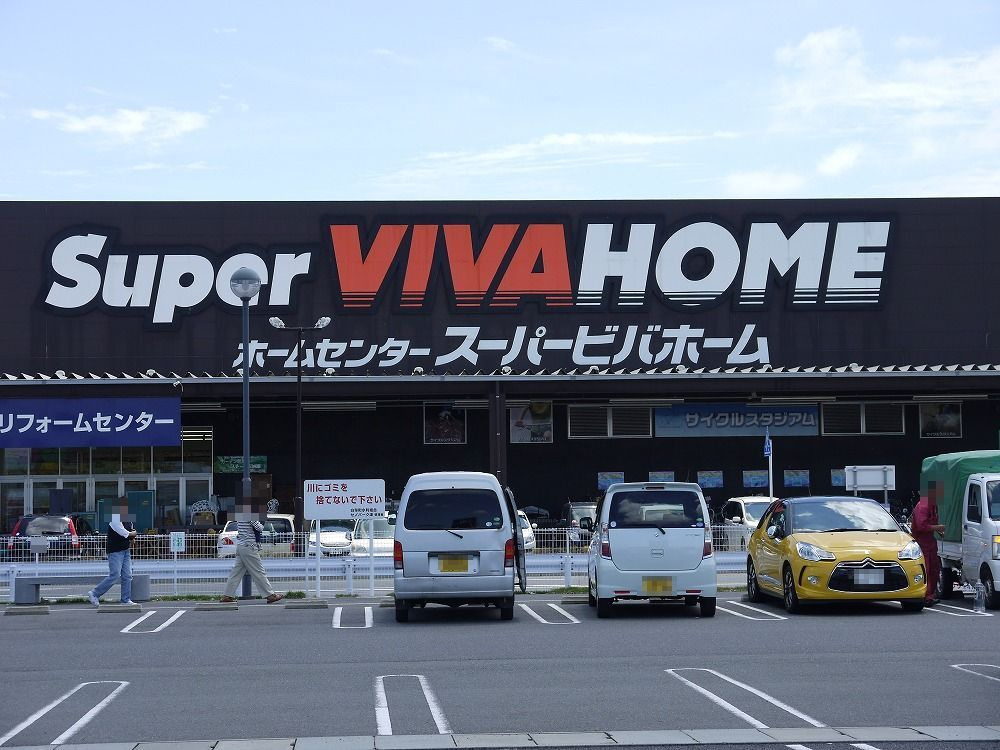 Super VIVAHOME
ホームセンター スーパービバホーム
リフォームセンター
サイクルスタジアム
川にゴミを
捨てないで下さい